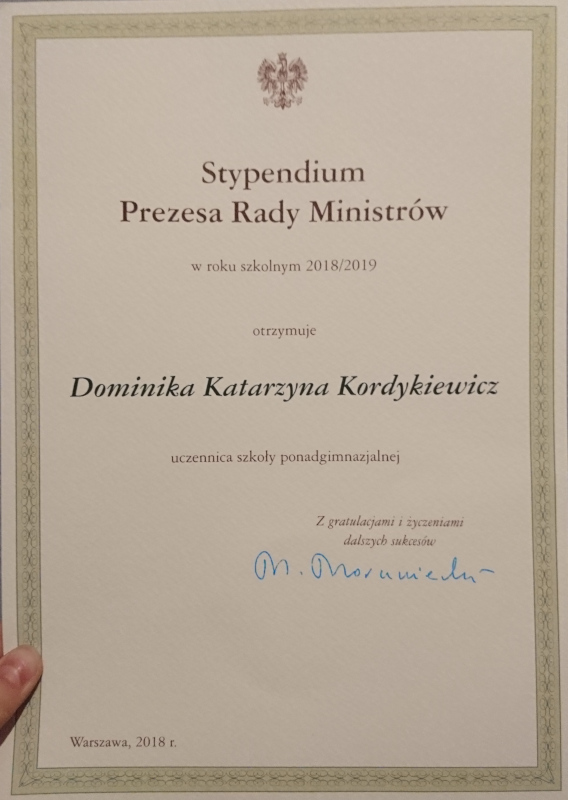 Stypendium
Prezesa Rady Ministrów
w roku szkolnym 2018/2019
otrzymuje
Dominika Katarzyna Kordykiewicz
uczennica szkoły ponadgimnazjalnej
Z gratulacjami i życzeniami
dalszych sukcesów
M. Morawiecki
Warszawa, 2018 r.